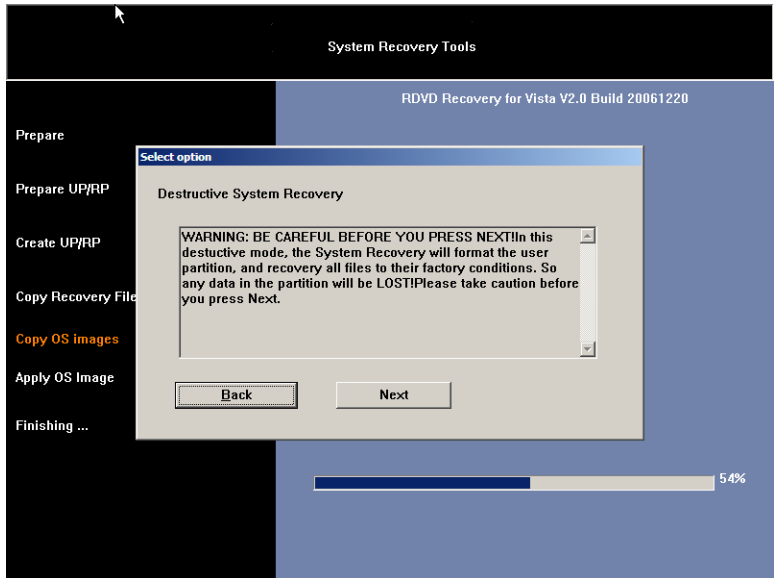 System Recovery Tools
RDVD Recovery for Vista V2.0 Build 20061220
Prepare
Prepare UP/RP
Create UP/RP
Copy Recovery File
Copy OS images
Apply OS Image
Finishing ...
Select option
Destructive System Recovery
WARNING: BE CAREFUL BEFORE YOU PRESS NEXT!In this
destuctive mode, the System Recovery will format the user
partition, and recovery all files to their factory conditions. So
any data in the partition will be LOST!Please take caution before
you press Next.
Back
Next
54%